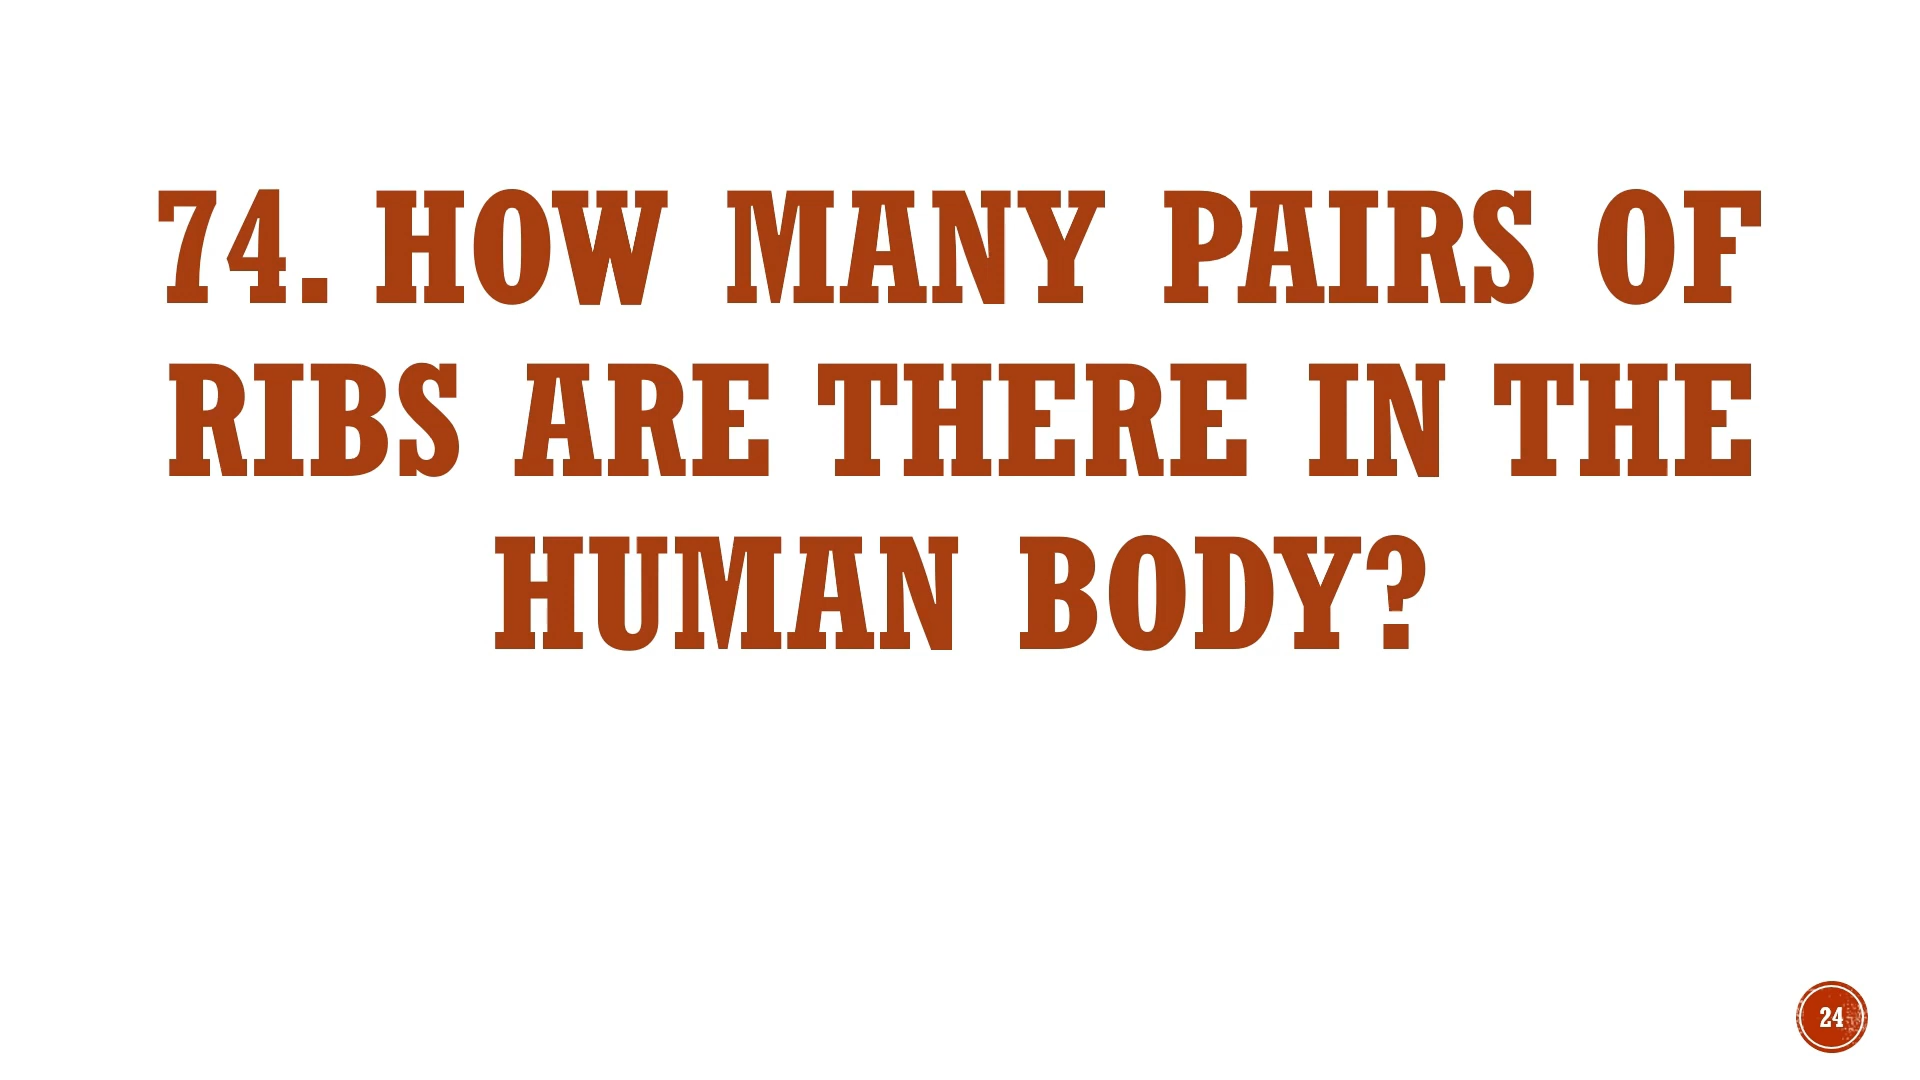 74. HOW MANY PAIRS OF
RIBS ARE THERE IN THE
HUMAN BODY?
24